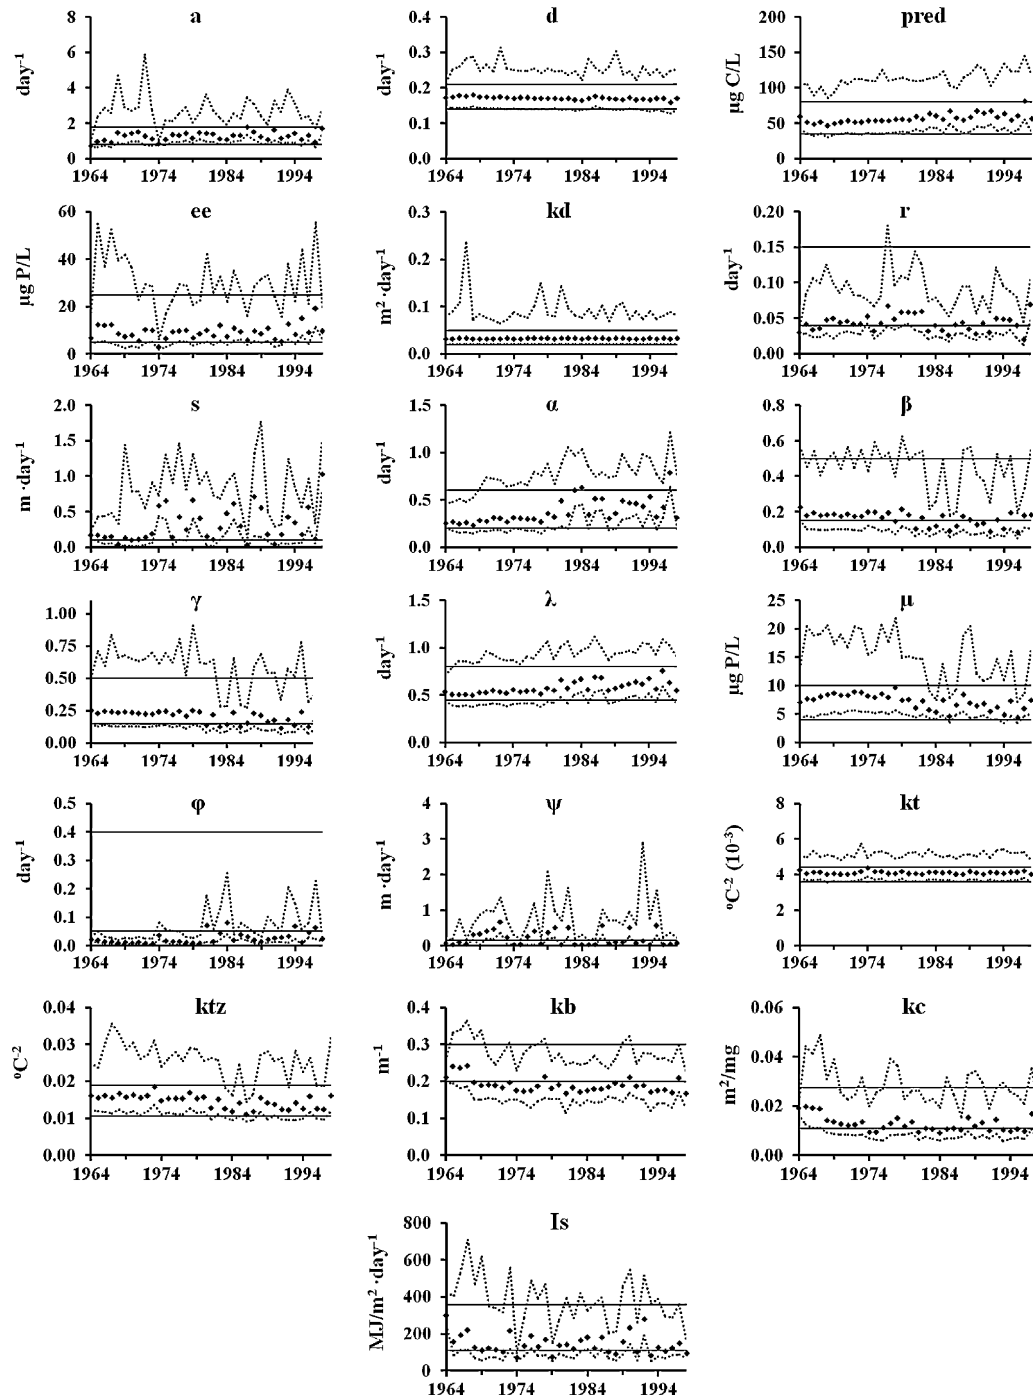 a
day⁻¹
8
6
4
2
0
1964 1974 1984 1994
d
day⁻¹
0.4
0.3
0.2
0.1
0.0
1964 1974 1984 1994
pred
µg C/L
200
150
100
50
0
1964 1974 1984 1994
ee
µg P/L
60
40
20
0
1964 1974 1984 1994
kd
m²·day⁻¹
0.3
0.2
0.1
0.0
1964 1974 1984 1994
r
day⁻¹
0.20
0.15
0.10
0.05
0.00
1964 1974 1984 1994
s
m·day⁻¹
2.0
1.5
1.0
0.5
0.0
1964 1974 1984 1994
α
day⁻¹
1.5
1.0
0.5
0.0
1964 1974 1984 1994
β
0.8
0.6
0.4
0.2
0.0
1964 1974 1984 1994
γ
1.00
0.75
0.50
0.25
0.00
1964 1974 1984 1994
λ
day⁻¹
1.5
1.0
0.5
0.0
1964 1974 1984 1994
μ
µg P/L
25
20
15
10
5
0
1964 1974 1984 1994
φ
day⁻¹
0.5
0.4
0.3
0.2
0.1
0.0
1964 1974 1984 1994
ψ
m·day⁻¹
4
3
2
1
0
1964 1974 1984 1994
kt
ºC⁻² (10⁻³)
8
6
4
2
0
1964 1974 1984 1994
ktz
ºC⁻²
0.04
0.03
0.02
0.01
0.00
1964 1974 1984 1994
kb
m⁻¹
0.4
0.3
0.2
0.1
0.0
1964 1974 1984 1994
kc
m²/mg
0.06
0.04
0.02
0.00
1964 1974 1984 1994
Is
MJ/m²·day⁻¹
800
600
400
200
0
1964 1974 1984 1994